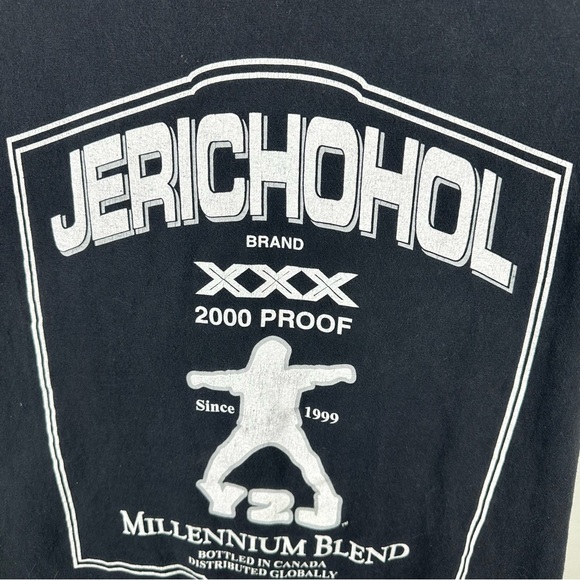 JERICHOHOL
BRAND
XXX
2000 PROOF
Since 1999
Y2J
MILLENNIUM BLEND
BOTTLED IN CANADA
DISTRIBUTED GLOBALLY